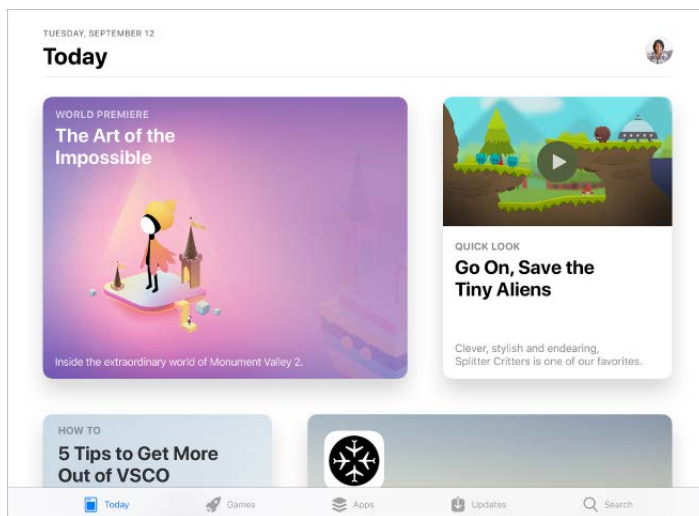 TUESDAY, SEPTEMBER 12
Today
WORLD PREMIERE
The Art of the
Impossible
Inside the extraordinary world of Monument Valley 2.
QUICK LOOK
Go On, Save the
Tiny Aliens
Clever, stylish and endearing,
Splitter Critters is one of our favorites.
HOW TO
5 Tips to Get More
Out of VSCO
Today
Games
Apps
Updates
Search